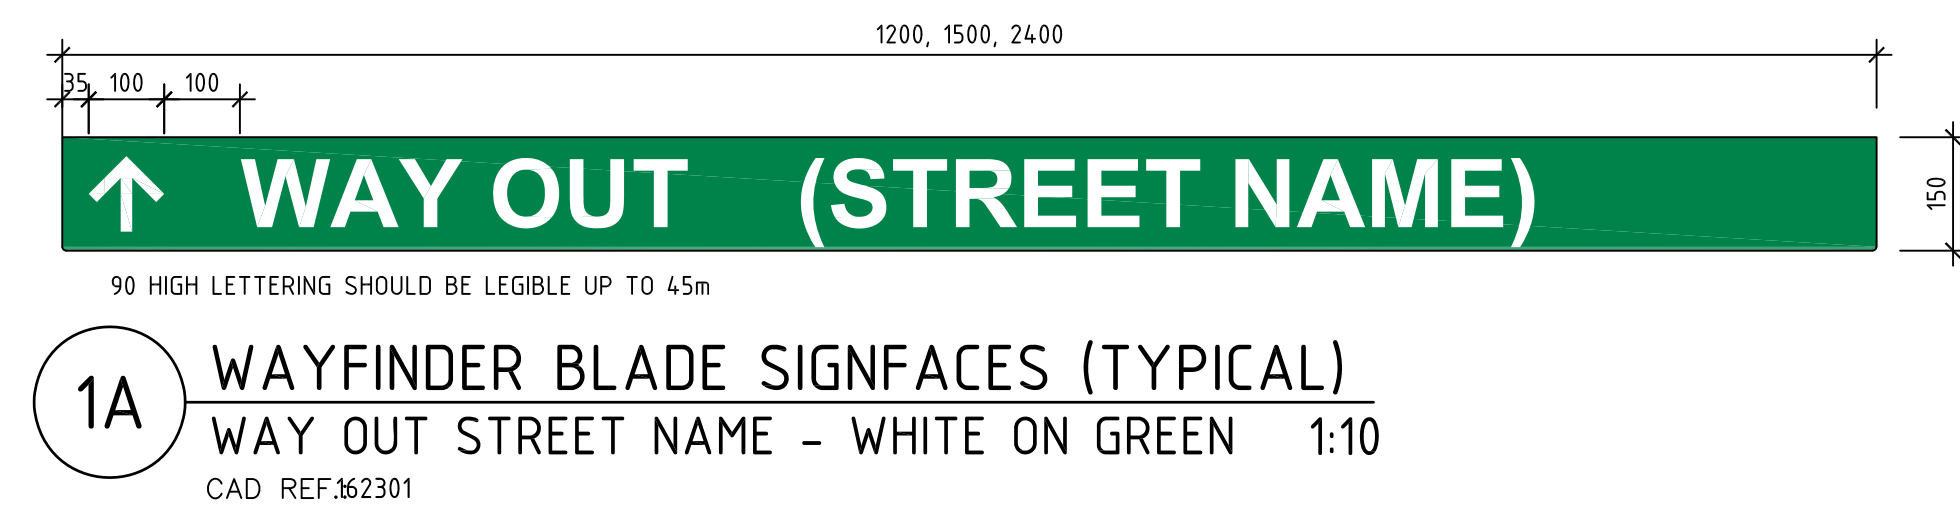 1200, 1500, 2400
35 100 100
WAY OUT (STREET NAME)
150
90 HIGH LETTERING SHOULD BE LEGIBLE UP TO 45m
1A
WAYFINDER BLADE SIGNFACES (TYPICAL)
WAY OUT STREET NAME - WHITE ON GREEN 1:10
CAD REF.:162301